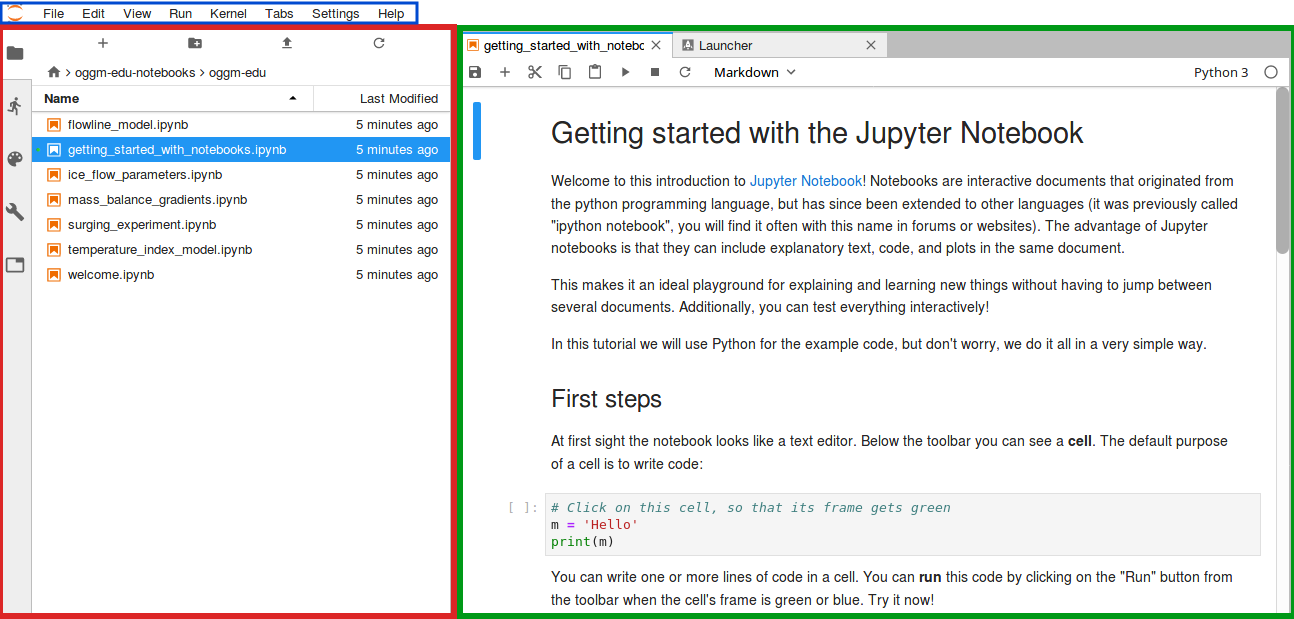 File Edit View Run Kernel Tabs Settings Help
oggm-edu-notebooks > oggm-edu
Name Last Modified
flowline_model.ipynb 5 minutes ago
getting_started_with_notebooks.ipynb 5 minutes ago
ice_flow_parameters.ipynb 5 minutes ago
mass_balance_gradients.ipynb 5 minutes ago
surging_experiment.ipynb 5 minutes ago
temperature_index_model.ipynb 5 minutes ago
welcome.ipynb 5 minutes ago
getting_started_with_notebo Launcher
Markdown Python 3
Getting started with the Jupyter Notebook
Welcome to this introduction to Jupyter Notebook! Notebooks are interactive documents that originated from
the python programming language, but has since been extended to other languages (it was previously called
"ipython notebook", you will find it often with this name in forums or websites). The advantage of Jupyter
notebooks is that they can include explanatory text, code, and plots in the same document.
This makes it an ideal playground for explaining and learning new things without having to jump between
several documents. Additionally, you can test everything interactively!
In this tutorial we will use Python for the example code, but don't worry, we do it all in a very simple way.
First steps
At first sight the notebook looks like a text editor. Below the toolbar you can see a cell. The default purpose
of a cell is to write code:
[ ]: # Click on this cell, so that its frame gets green
m = 'Hello'
print(m)
You can write one or more lines of code in a cell. You can run this code by clicking on the "Run" button from
the toolbar when the cell's frame is green or blue. Try it now!